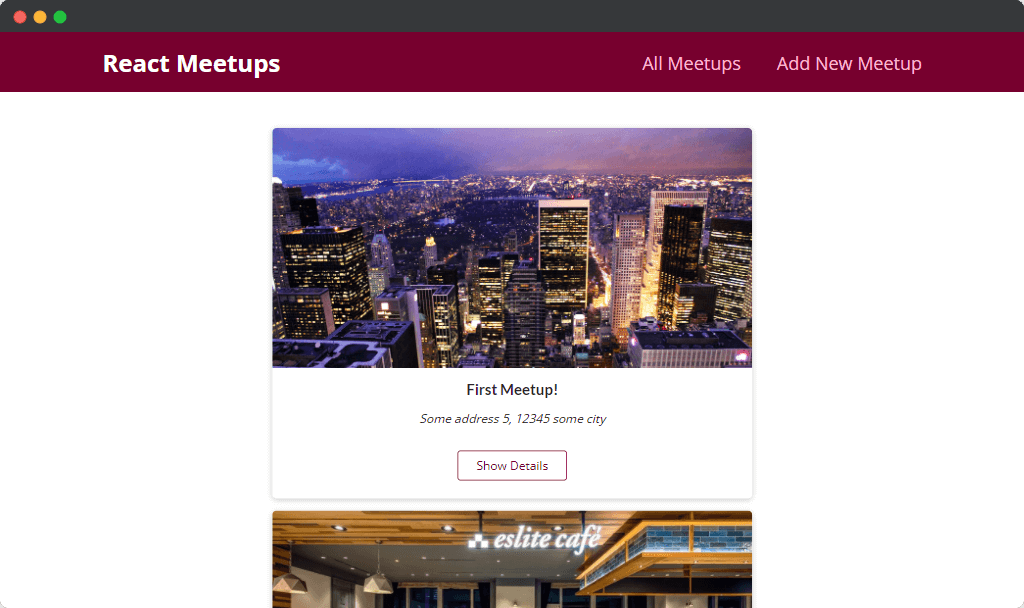 React Meetups
All Meetups
Add New Meetup
First Meetup!
Some address 5, 12345 some city
Show Details
eslite café